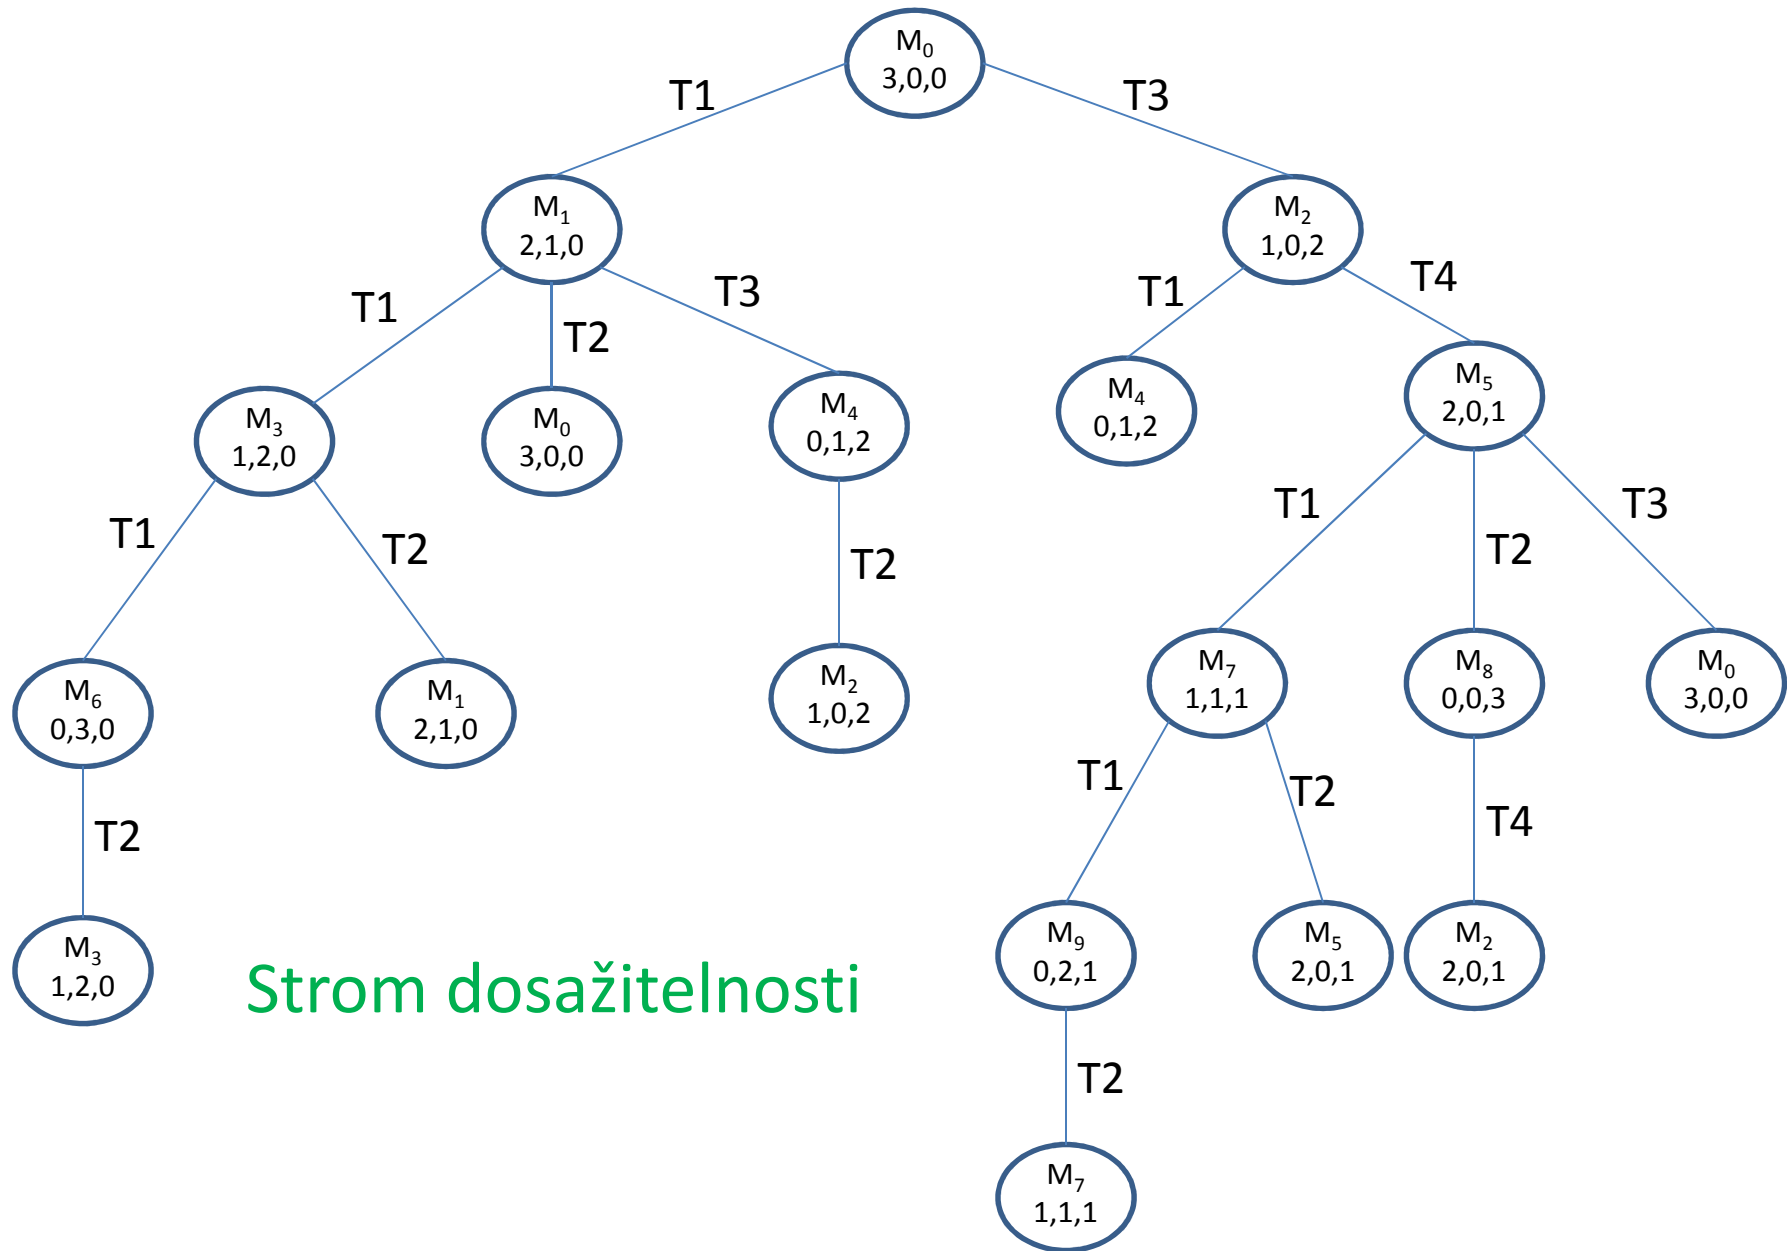 M₀
3,0,0
T1
T3
M₁
2,1,0
M₂
1,0,2
T1
T2
T3
T1
T4
M₃
1,2,0
M₀
3,0,0
M₄
0,1,2
M₄
0,1,2
M₅
2,0,1
T1
T2
T2
T1
T2
T3
M₆
0,3,0
M₁
2,1,0
M₂
1,0,2
M₇
1,1,1
M₈
0,0,3
M₀
3,0,0
T2
T1
T2
T4
M₃
1,2,0
Strom dosažitelnosti
M₉
0,2,1
M₅
2,0,1
M₂
2,0,1
T2
M₇
1,1,1